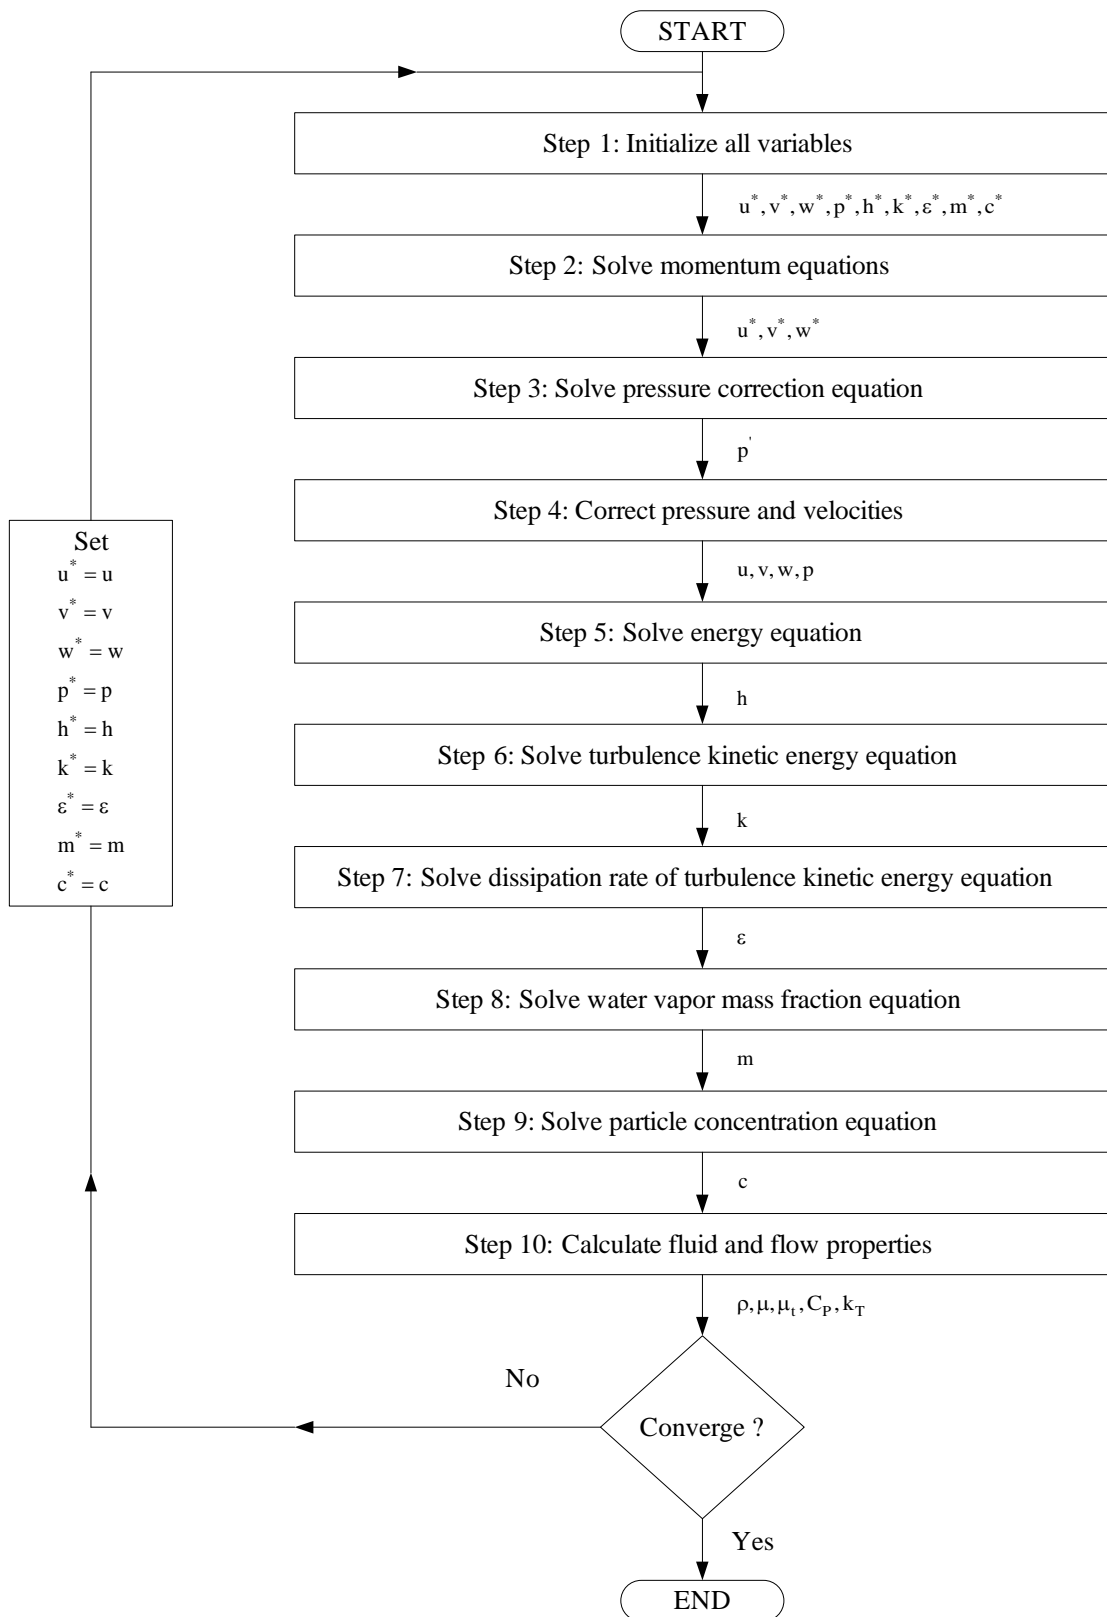 START
Step 1: Initialize all variables
u*, v*, w*, p*, h*, k*, ε*, m*, c*
Step 2: Solve momentum equations
u*, v*, w*
Step 3: Solve pressure correction equation
p'
Step 4: Correct pressure and velocities
u, v, w, p
Step 5: Solve energy equation
h
Step 6: Solve turbulence kinetic energy equation
k
Step 7: Solve dissipation rate of turbulence kinetic energy equation
ε
Step 8: Solve water vapor mass fraction equation
m
Step 9: Solve particle concentration equation
c
Step 10: Calculate fluid and flow properties
ρ, μ, μ_t, C_P, k_T
Converge ?
No
Yes
END
Set
u* = u
v* = v
w* = w
p* = p
h* = h
k* = k
ε* = ε
m* = m
c* = c